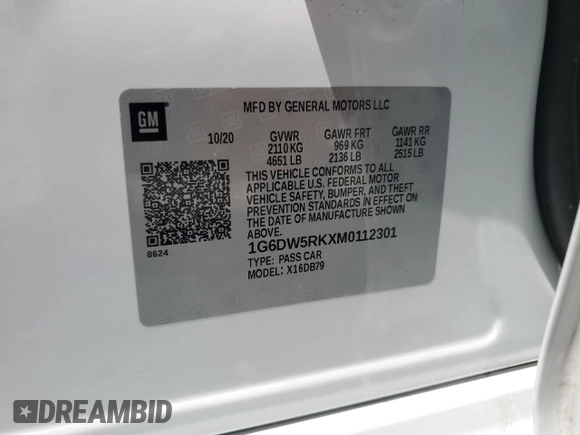 MFD BY GENERAL MOTORS LLC
GM
10/20 GVWR GAWR FRT GAWR RR
2110 KG 969 KG 1141 KG
4651 LB 2136 LB 2515 LB
THIS VEHICLE CONFORMS TO ALL
APPLICABLE U.S. FEDERAL MOTOR
VEHICLE SAFETY, BUMPER, AND THEFT
PREVENTION STANDARDS IN EFFECT ON
THE DATE OF MANUFACTURE SHOWN
ABOVE.
8624
1G6DW5RKXM0112301
TYPE: PASS CAR
MODEL: X16DB79
DREAMBID